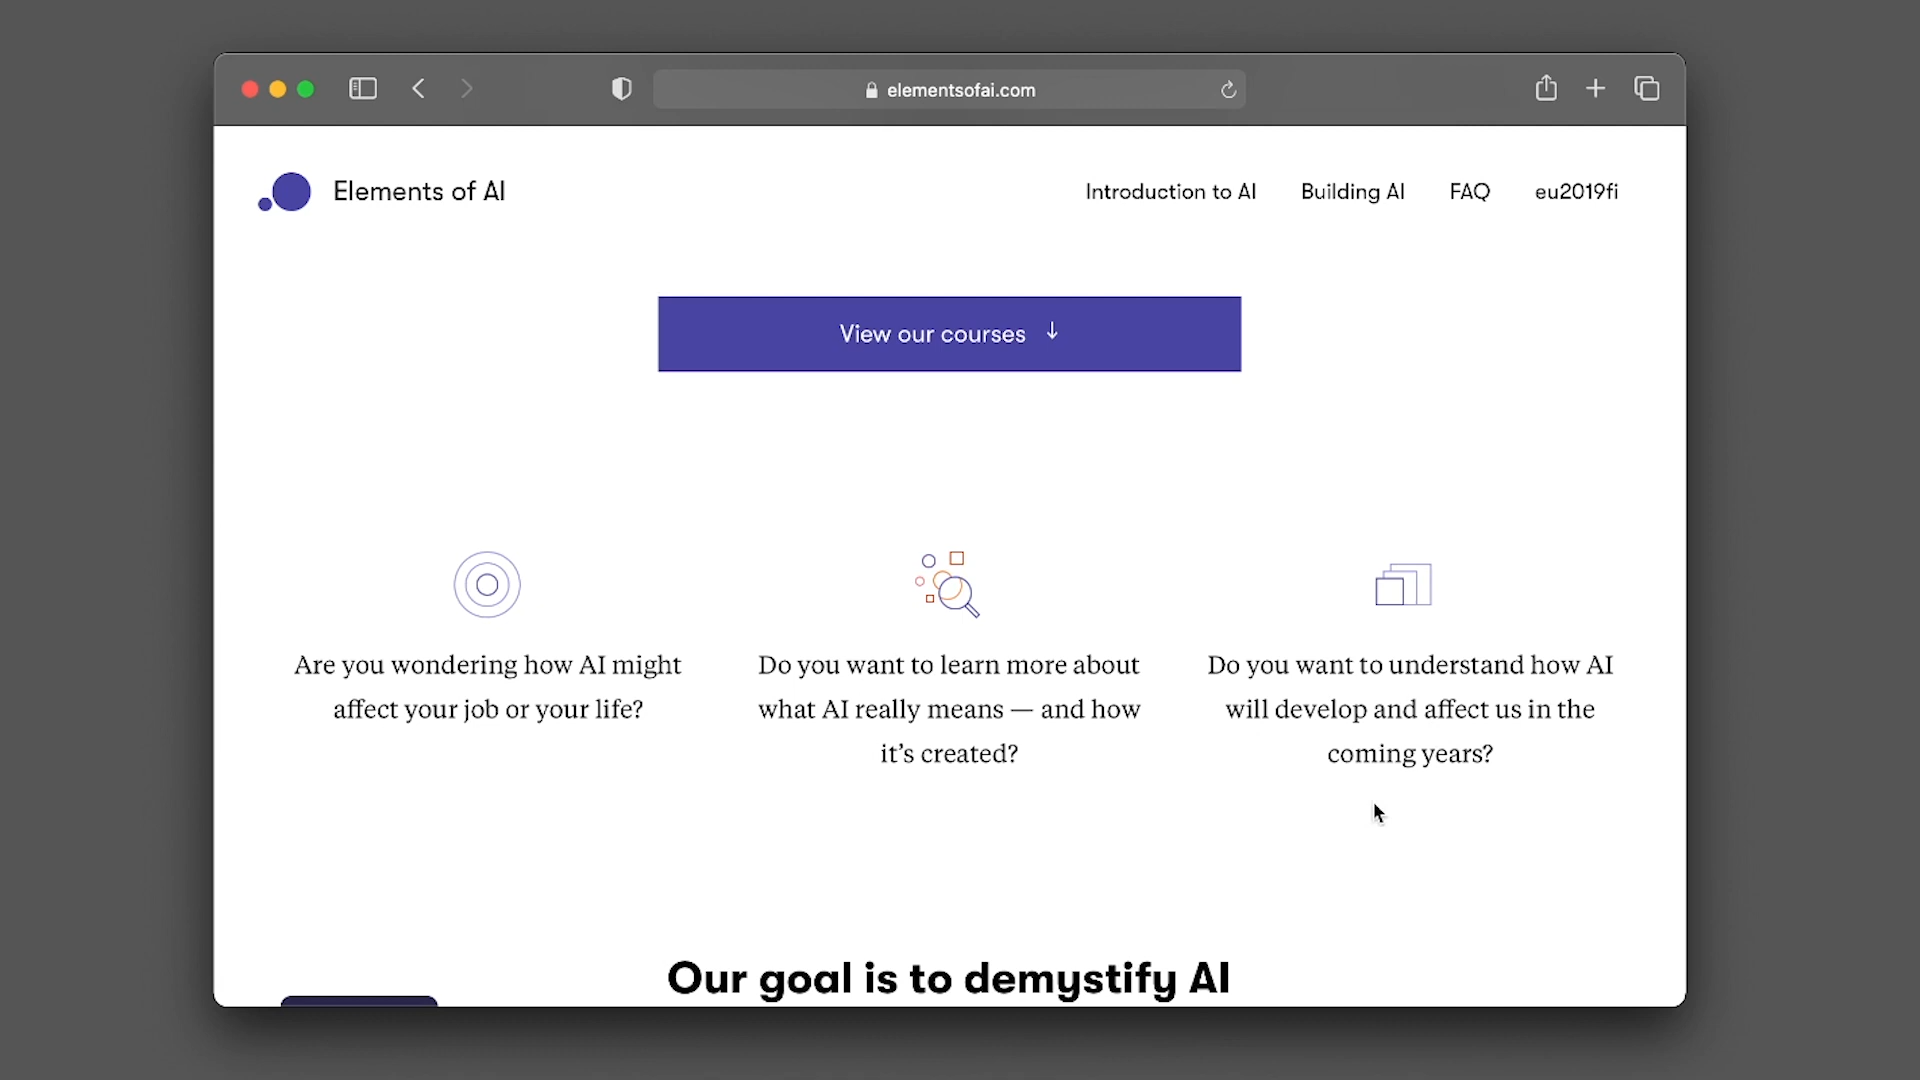 elementsofai.com
Elements of AI
Introduction to AI
Building AI
FAQ
eu2019fi
View our courses ↓
Are you wondering how AI might
affect your job or your life?
Do you want to learn more about
what AI really means — and how
it’s created?
Do you want to understand how AI
will develop and affect us in the
coming years?
Our goal is to demystify AI